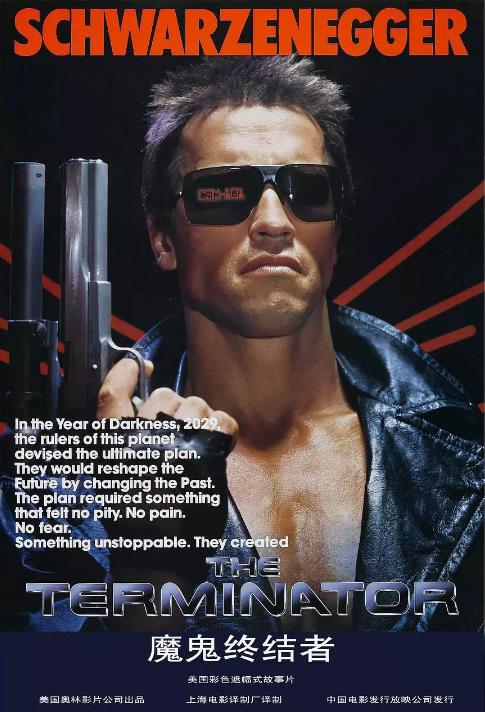 SCHWARZENEGGER
In the Year of Darkness, 2029,
the rulers of this planet
devised the ultimate plan.
They would reshape the
Future by changing the Past.
The plan required something
that felt no pity. No pain.
No fear.
Something unstoppable. They created
THE
TERMINATOR
魔鬼终结者
美国彩色遮幅式故事片
美国奥林影片公司出品 上海电影译制厂译制 中国电影发行放映公司发行